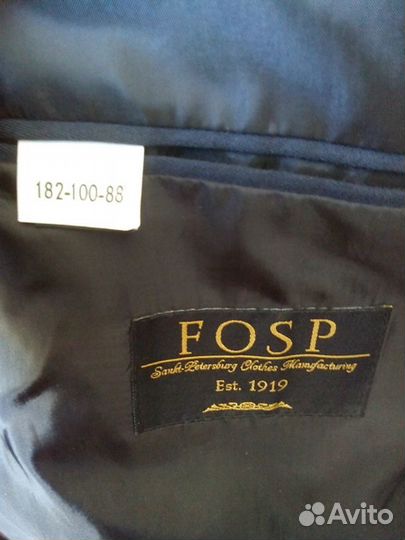 182-100-88
FOSP
Sankt-Petersburg Clothes Manufacturing
Est. 1919
Avito